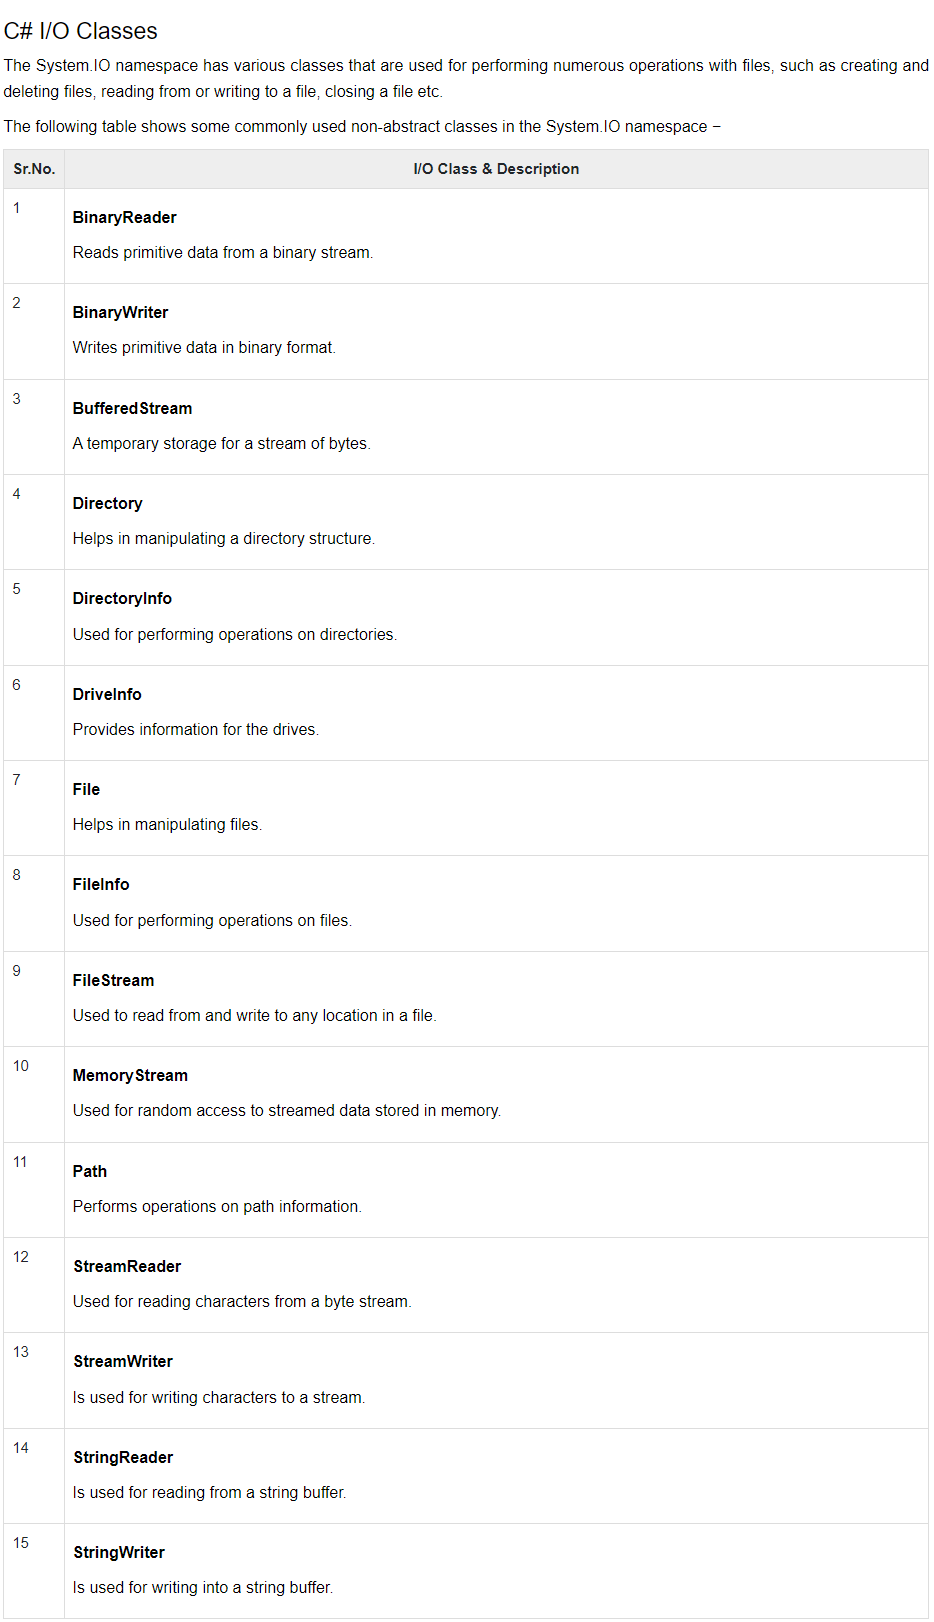 C# I/O Classes
The System.IO namespace has various classes that are used for performing numerous operations with files, such as creating and
deleting files, reading from or writing to a file, closing a file etc.
The following table shows some commonly used non-abstract classes in the System.IO namespace −
Sr.No. I/O Class & Description
1
BinaryReader
Reads primitive data from a binary stream.
2
BinaryWriter
Writes primitive data in binary format.
3
BufferedStream
A temporary storage for a stream of bytes.
4
Directory
Helps in manipulating a directory structure.
5
DirectoryInfo
Used for performing operations on directories.
6
DriveInfo
Provides information for the drives.
7
File
Helps in manipulating files.
8
FileInfo
Used for performing operations on files.
9
FileStream
Used to read from and write to any location in a file.
10
MemoryStream
Used for random access to streamed data stored in memory.
11
Path
Performs operations on path information.
12
StreamReader
Used for reading characters from a byte stream.
13
StreamWriter
Is used for writing characters to a stream.
14
StringReader
Is used for reading from a string buffer.
15
StringWriter
Is used for writing into a string buffer.